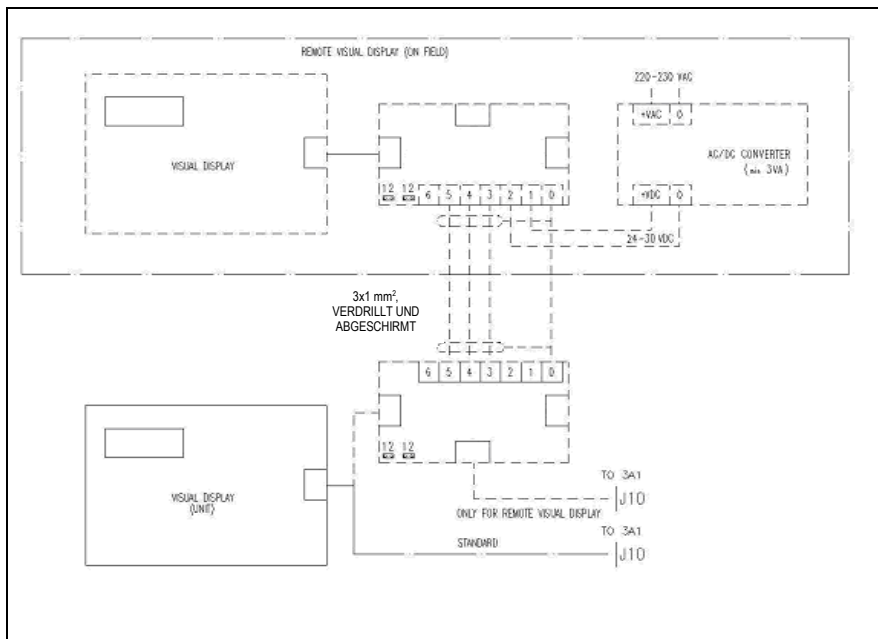 REMOTE VISUAL DISPLAY (ON FIELD)
220-230 VAC
+VAC 0
AC/DC CONVERTER
(min 3VA)
VISUAL DISPLAY
12 12
6 5 4 3 2 1 0
+VDC 0
24-30 VDC
3x1 mm²,
VERDRILLT UND
ABGESCHIRMT
6 5 4 3 2 1 0
12 12
VISUAL DISPLAY
(UNIT)
TO 3A1
J10
ONLY FOR REMOTE VISUAL DISPLAY
TO 3A1
STANDARD
J10